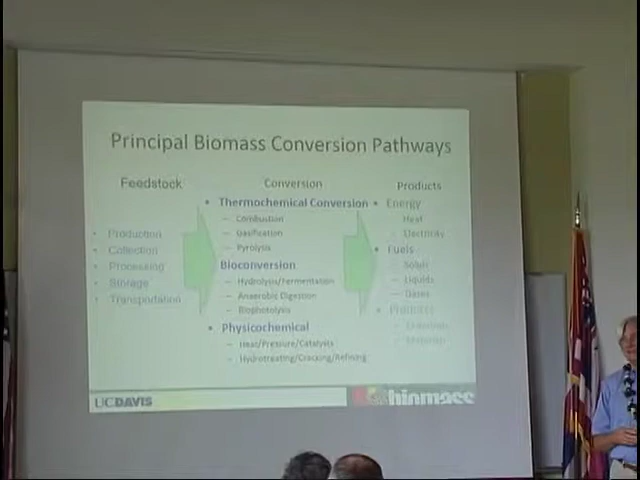 Principal Biomass Conversion Pathways
Feedstock
• Production
• Collection
• Processing
• Storage
• Transportation
Conversion
• Thermochemical Conversion
– Combustion
– Gasification
– Pyrolysis
Bioconversion
– Hydrolysis/Fermentation
– Anaerobic Digestion
– Biophotolysis
• Physicochemical
– Heat/Pressure/Catalysts
– Hydrotreating/Cracking/Refining
Products
• Energy
– Heat
– Electricity
• Fuels
– Solids
– Liquids
– Gases
• Products
UCDAVIS